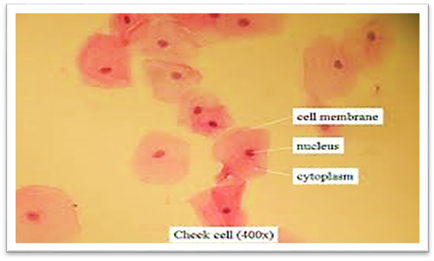 cell membrane
nucleus
cytoplasm
Cheek cell (400x)